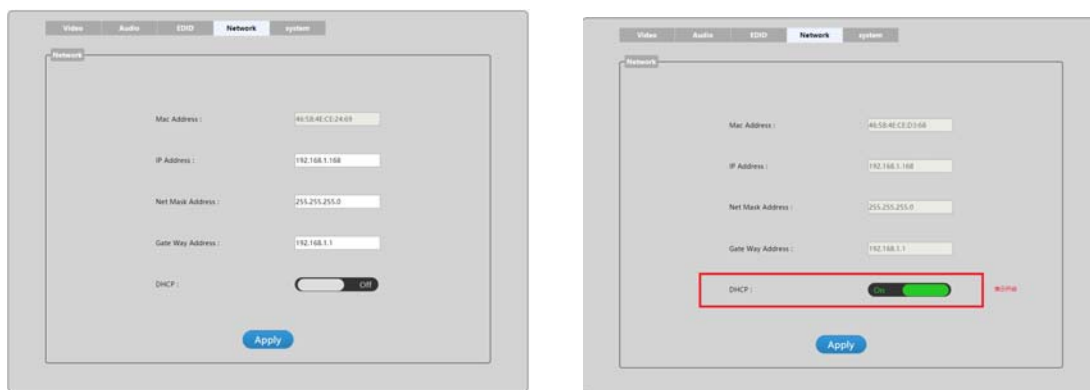 Video Audio EDID Network system
Network
Mac Address :
46:5B:4E:CE:24:69
IP Address :
192.168.1.168
Net Mask Address :
255.255.255.0
Gate Way Address :
192.168.1.1
DHCP :
Off
Apply
Video Audio EDID Network system
Network
Mac Address :
46:5B:4E:CE:D3:68
IP Address :
192.168.1.168
Net Mask Address :
255.255.255.0
Gate Way Address :
192.168.1.1
DHCP :
On
Apply